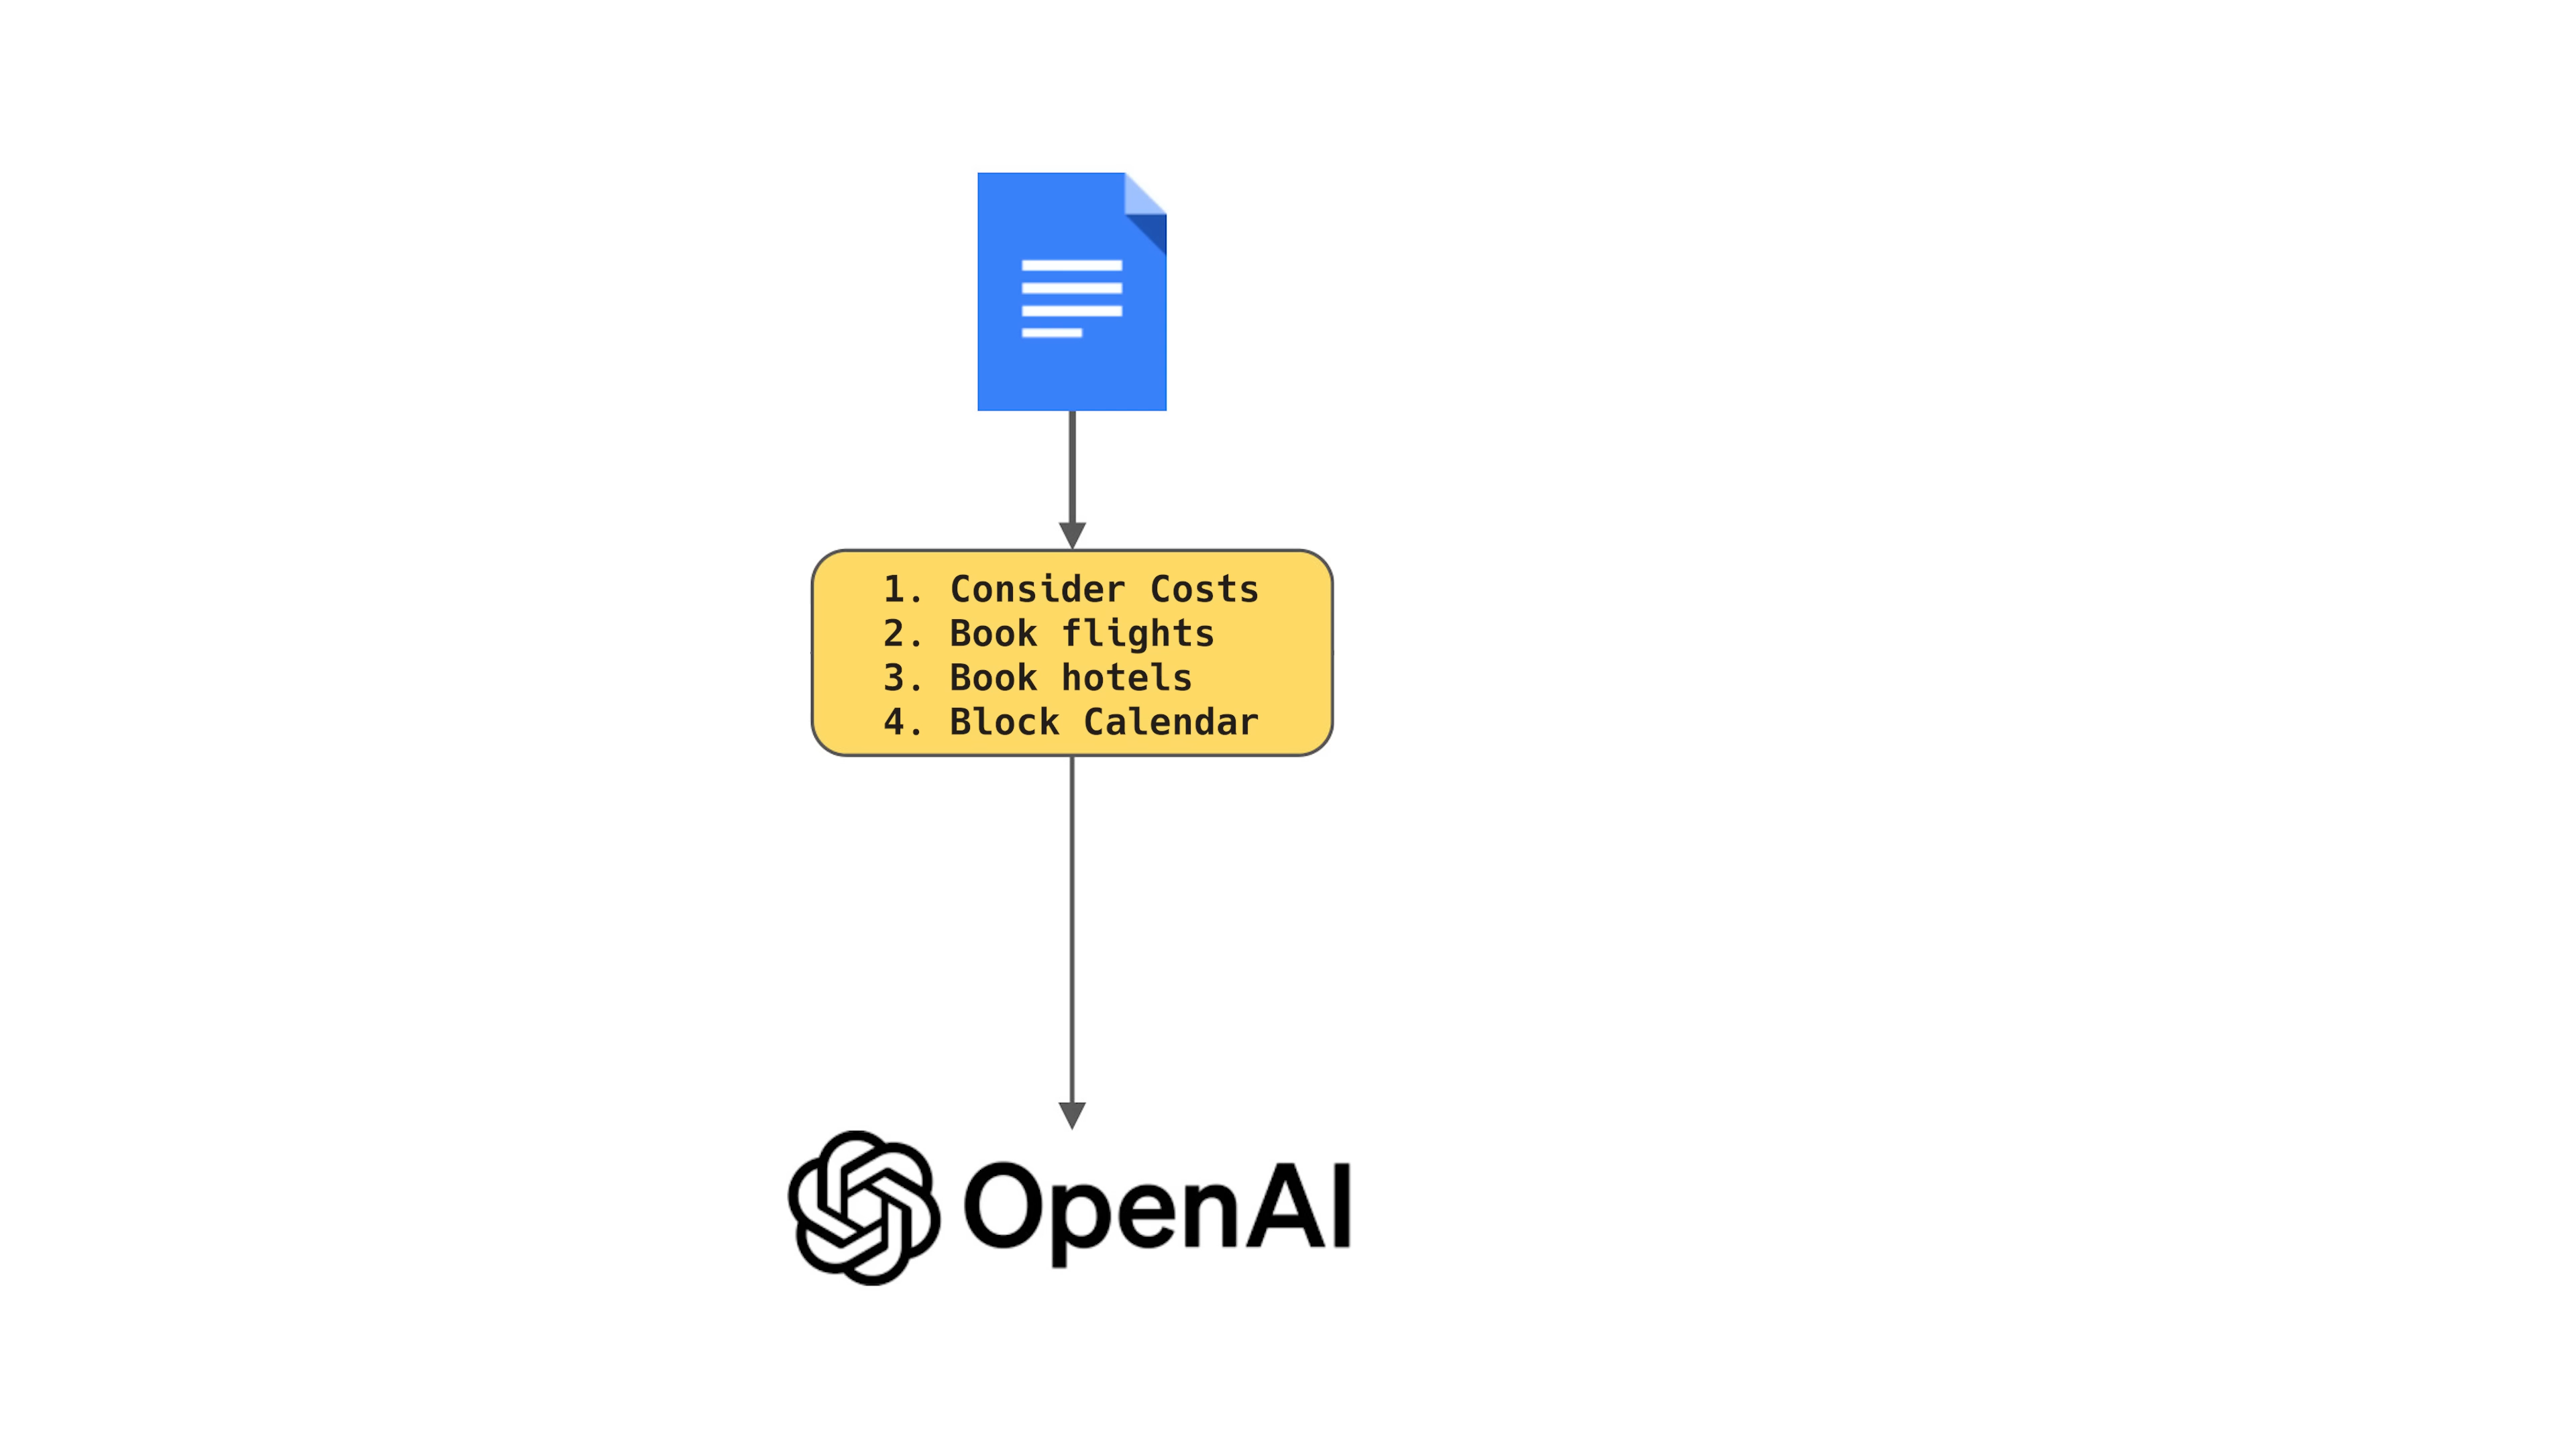 1. Consider Costs
2. Book flights
3. Book hotels
4. Block Calendar
OpenAI